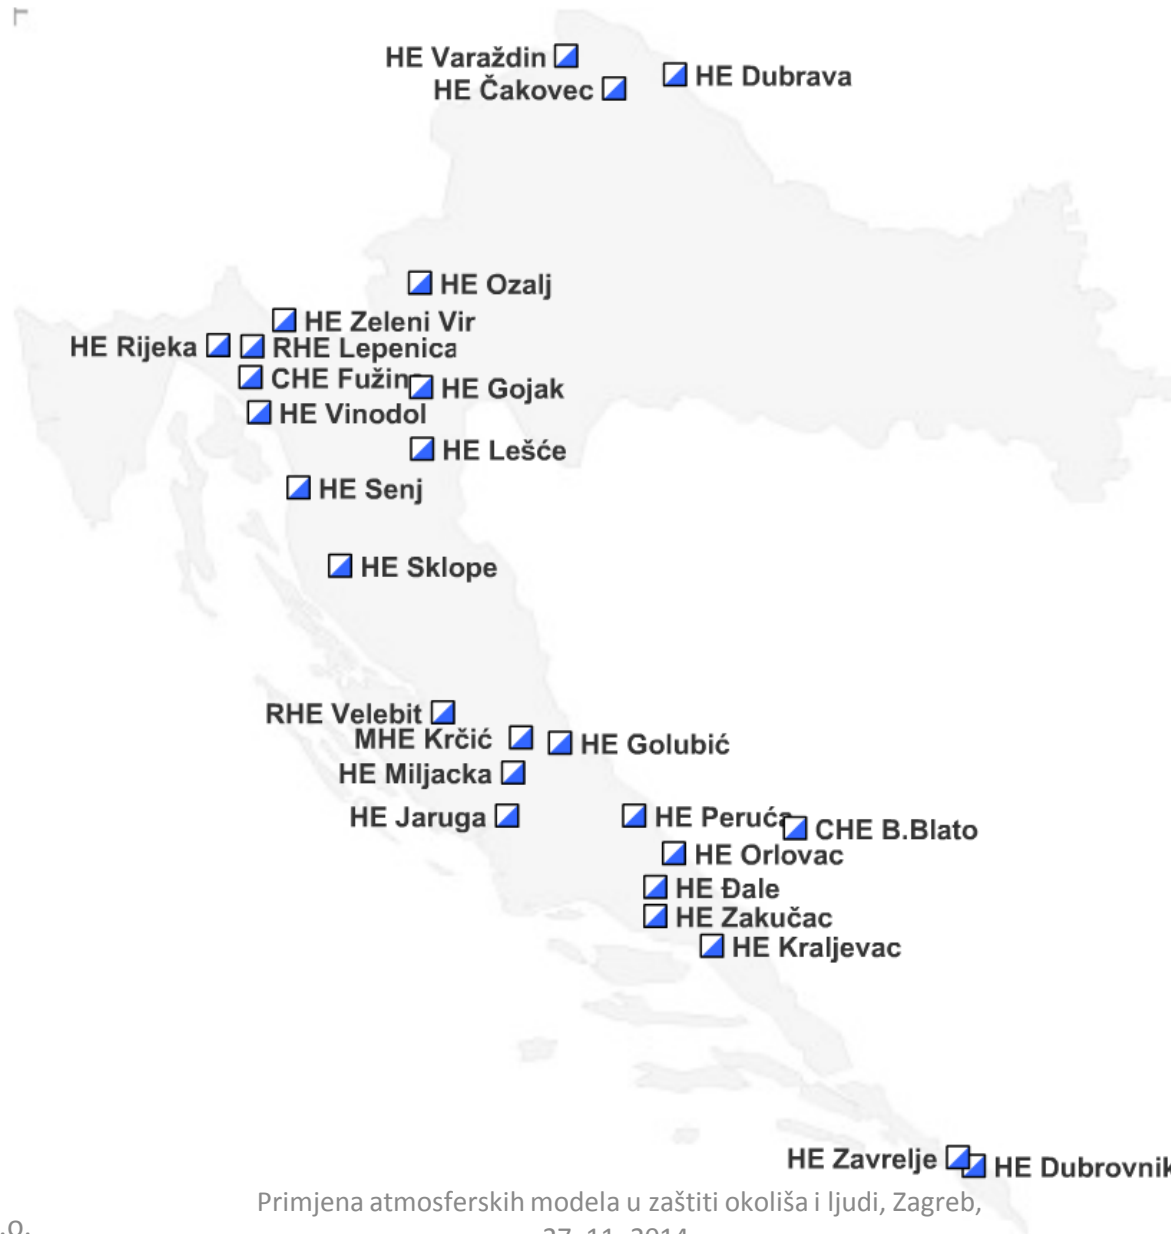 HE Varaždin
HE Dubrava
HE Čakovec
HE Ozalj
HE Zeleni Vir
HE Rijeka
RHE Lepenica
CHE Fužin
HE Gojak
HE Vinodol
HE Lešće
HE Senj
HE Sklope
RHE Velebit
MHE Krčić
HE Golubić
HE Miljacka
HE Jaruga
HE Peruća
CHE B.Blato
HE Orlovac
HE Đale
HE Zakučac
HE Kraljevac
HE Zavrelje
HE Dubrovnik
Primjena atmosferskih modela u zaštiti okoliša i ljudi, Zagreb,
27. 11. 2014
.o.